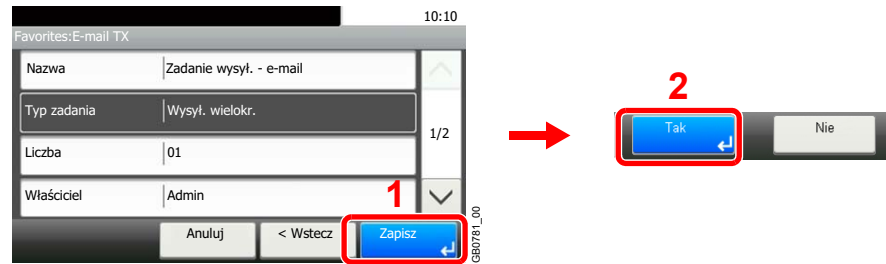 10:10
Favorites:E-mail TX
Nazwa Zadanie wysył. - e-mail
Typ zadania Wysył. wielokr.
1/2
Liczba 01
Właściciel Admin
1
Anuluj < Wstecz Zapisz
GB0781_00
2
Tak Nie